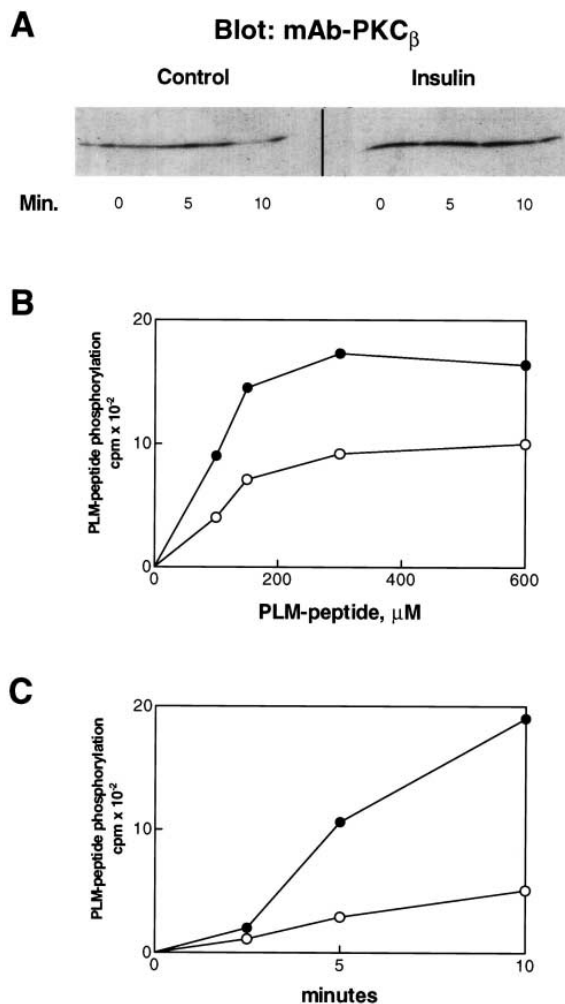 A
Blot: mAb-PKCβ
Control Insulin
Min. 0 5 10 0 5 10
B
PLM-peptide phosphorylation
cpm x 10-2
20
10
0
0 200 400 600
PLM-peptide, µM
C
PLM-peptide phosphorylation
cpm x 10-2
20
10
0
0 5 10
minutes